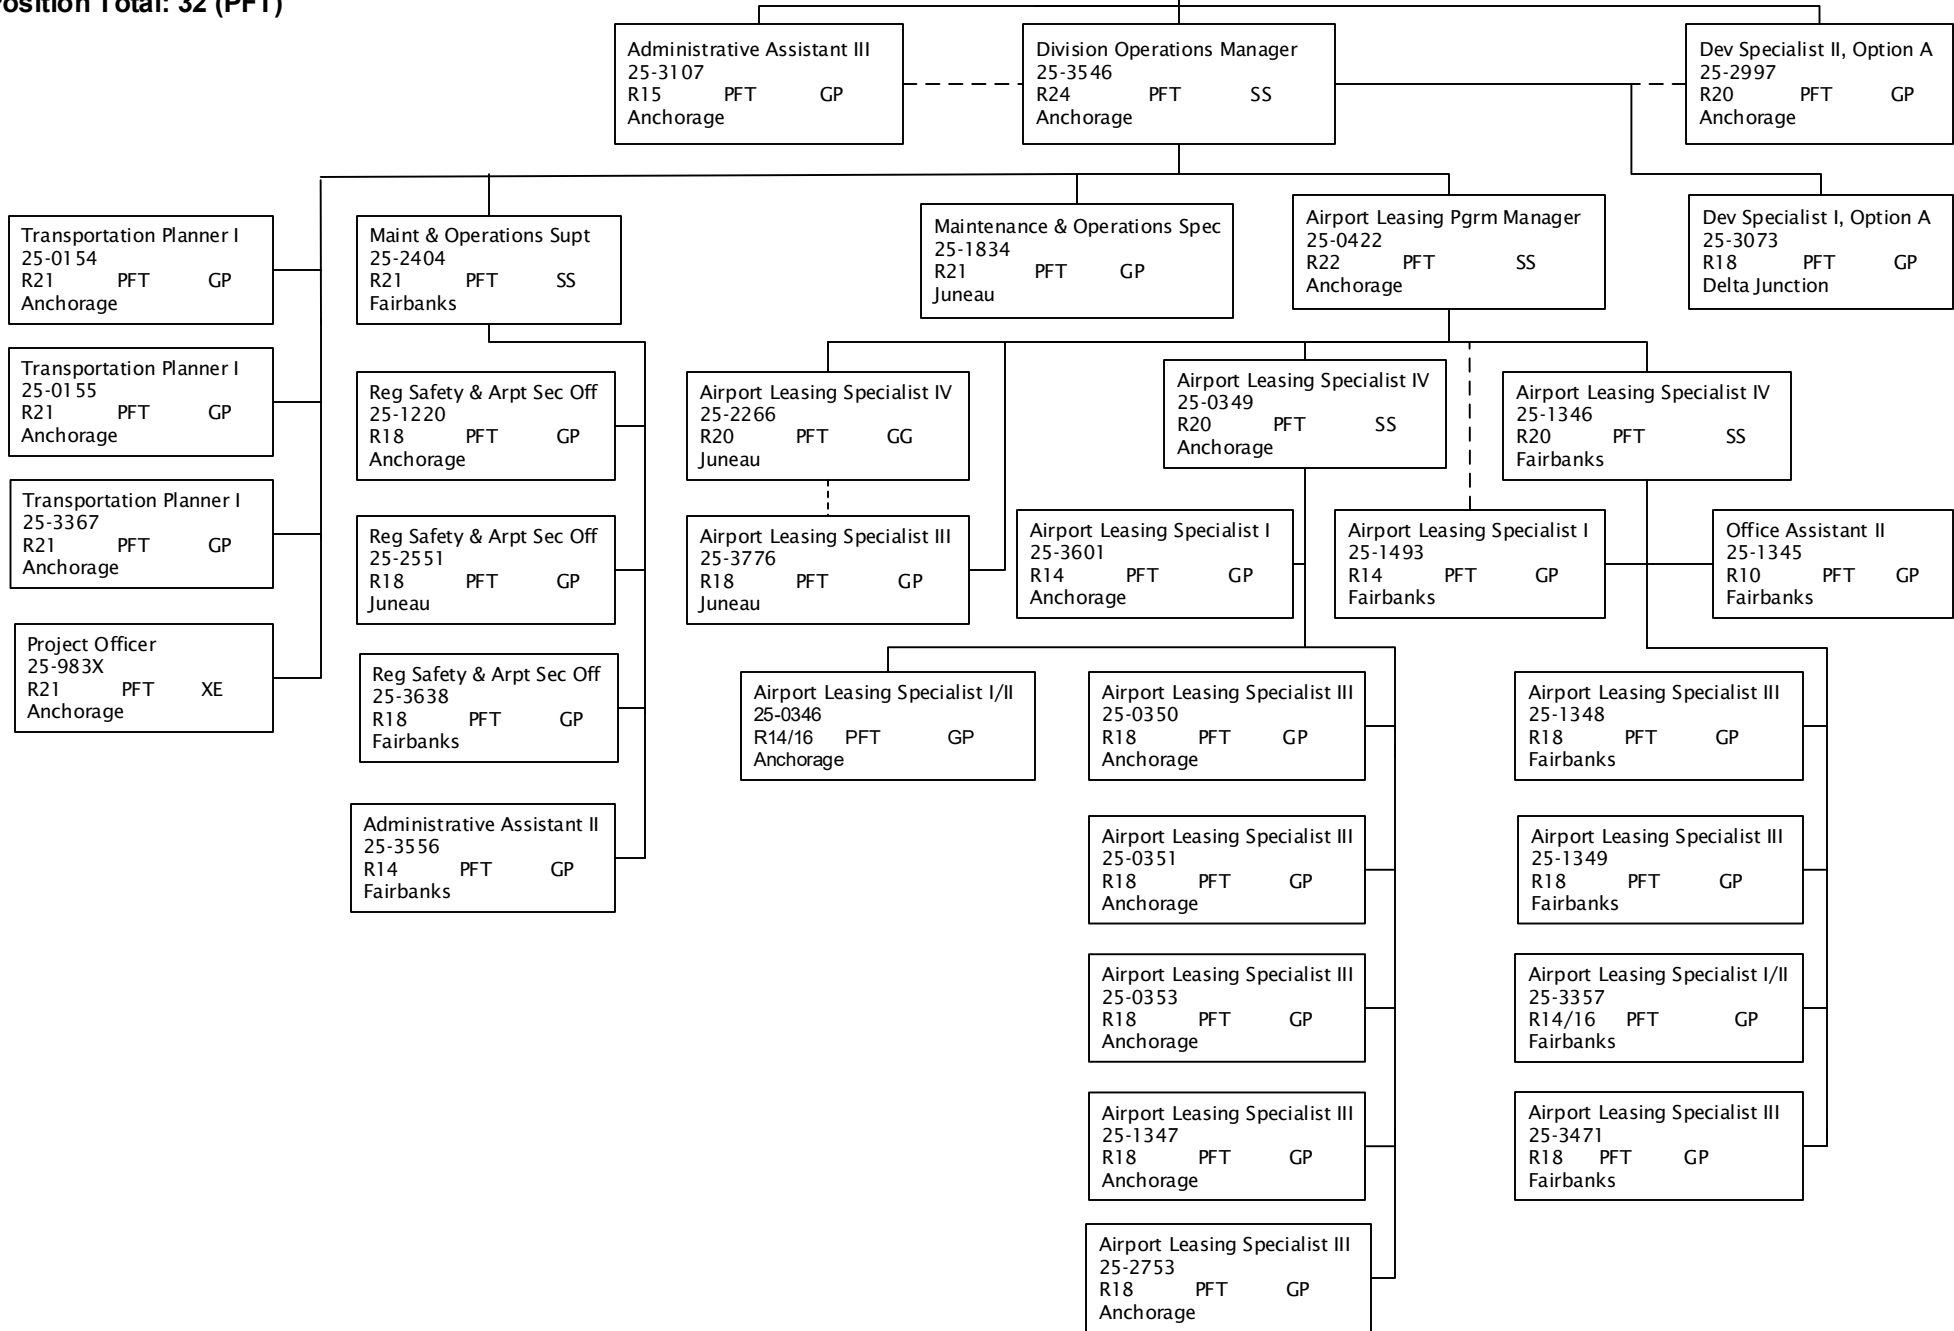 Position Total: 32 (PFT)
Administrative Assistant III
25-3107
R15 PFT GP
Anchorage
Division Operations Manager
25-3546
R24 PFT SS
Anchorage
Dev Specialist II, Option A
25-2997
R20 PFT GP
Anchorage
Transportation Planner I
25-0154
R21 PFT GP
Anchorage
Maint & Operations Supt
25-2404
R21 PFT SS
Fairbanks
Maintenance & Operations Spec
25-1834
R21 PFT GP
Juneau
Airport Leasing Pgrm Manager
25-0422
R22 PFT SS
Anchorage
Dev Specialist I, Option A
25-3073
R18 PFT GP
Delta Junction
Transportation Planner I
25-0155
R21 PFT GP
Anchorage
Reg Safety & Arpt Sec Off
25-1220
R18 PFT GP
Anchorage
Airport Leasing Specialist IV
25-2266
R20 PFT GG
Juneau
Airport Leasing Specialist IV
25-0349
R20 PFT SS
Anchorage
Airport Leasing Specialist IV
25-1346
R20 PFT SS
Fairbanks
Transportation Planner I
25-3367
R21 PFT GP
Anchorage
Reg Safety & Arpt Sec Off
25-2551
R18 PFT GP
Juneau
Airport Leasing Specialist III
25-3776
R18 PFT GP
Juneau
Airport Leasing Specialist I
25-3601
R14 PFT GP
Anchorage
Airport Leasing Specialist I
25-1493
R14 PFT GP
Fairbanks
Office Assistant II
25-1345
R10 PFT GP
Fairbanks
Project Officer
25-983X
R21 PFT XE
Anchorage
Reg Safety & Arpt Sec Off
25-3638
R18 PFT GP
Fairbanks
Airport Leasing Specialist I/II
25-0346
R14/16 PFT GP
Anchorage
Airport Leasing Specialist III
25-0350
R18 PFT GP
Anchorage
Airport Leasing Specialist III
25-1348
R18 PFT GP
Fairbanks
Administrative Assistant II
25-3556
R14 PFT GP
Fairbanks
Airport Leasing Specialist III
25-0351
R18 PFT GP
Anchorage
Airport Leasing Specialist III
25-1349
R18 PFT GP
Fairbanks
Airport Leasing Specialist III
25-0353
R18 PFT GP
Anchorage
Airport Leasing Specialist I/II
25-3357
R14/16 PFT GP
Fairbanks
Airport Leasing Specialist III
25-1347
R18 PFT GP
Anchorage
Airport Leasing Specialist III
25-3471
R18 PFT GP
Fairbanks
Airport Leasing Specialist III
25-2753
R18 PFT GP
Anchorage